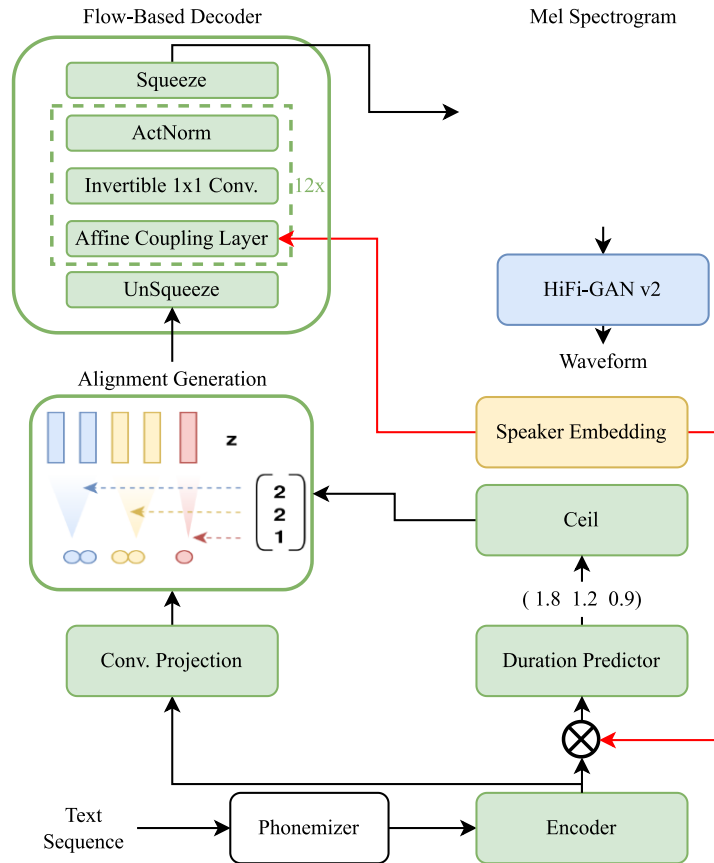 Flow-Based Decoder
Mel Spectrogram
Squeeze
ActNorm
Invertible 1x1 Conv.
12x
Affine Coupling Layer
UnSqueeze
HiFi-GAN v2
Waveform
Alignment Generation
z
2
2
1
Speaker Embedding
Ceil
( 1.8 1.2 0.9)
Conv. Projection
Duration Predictor
Text
Sequence
Phonemizer
Encoder